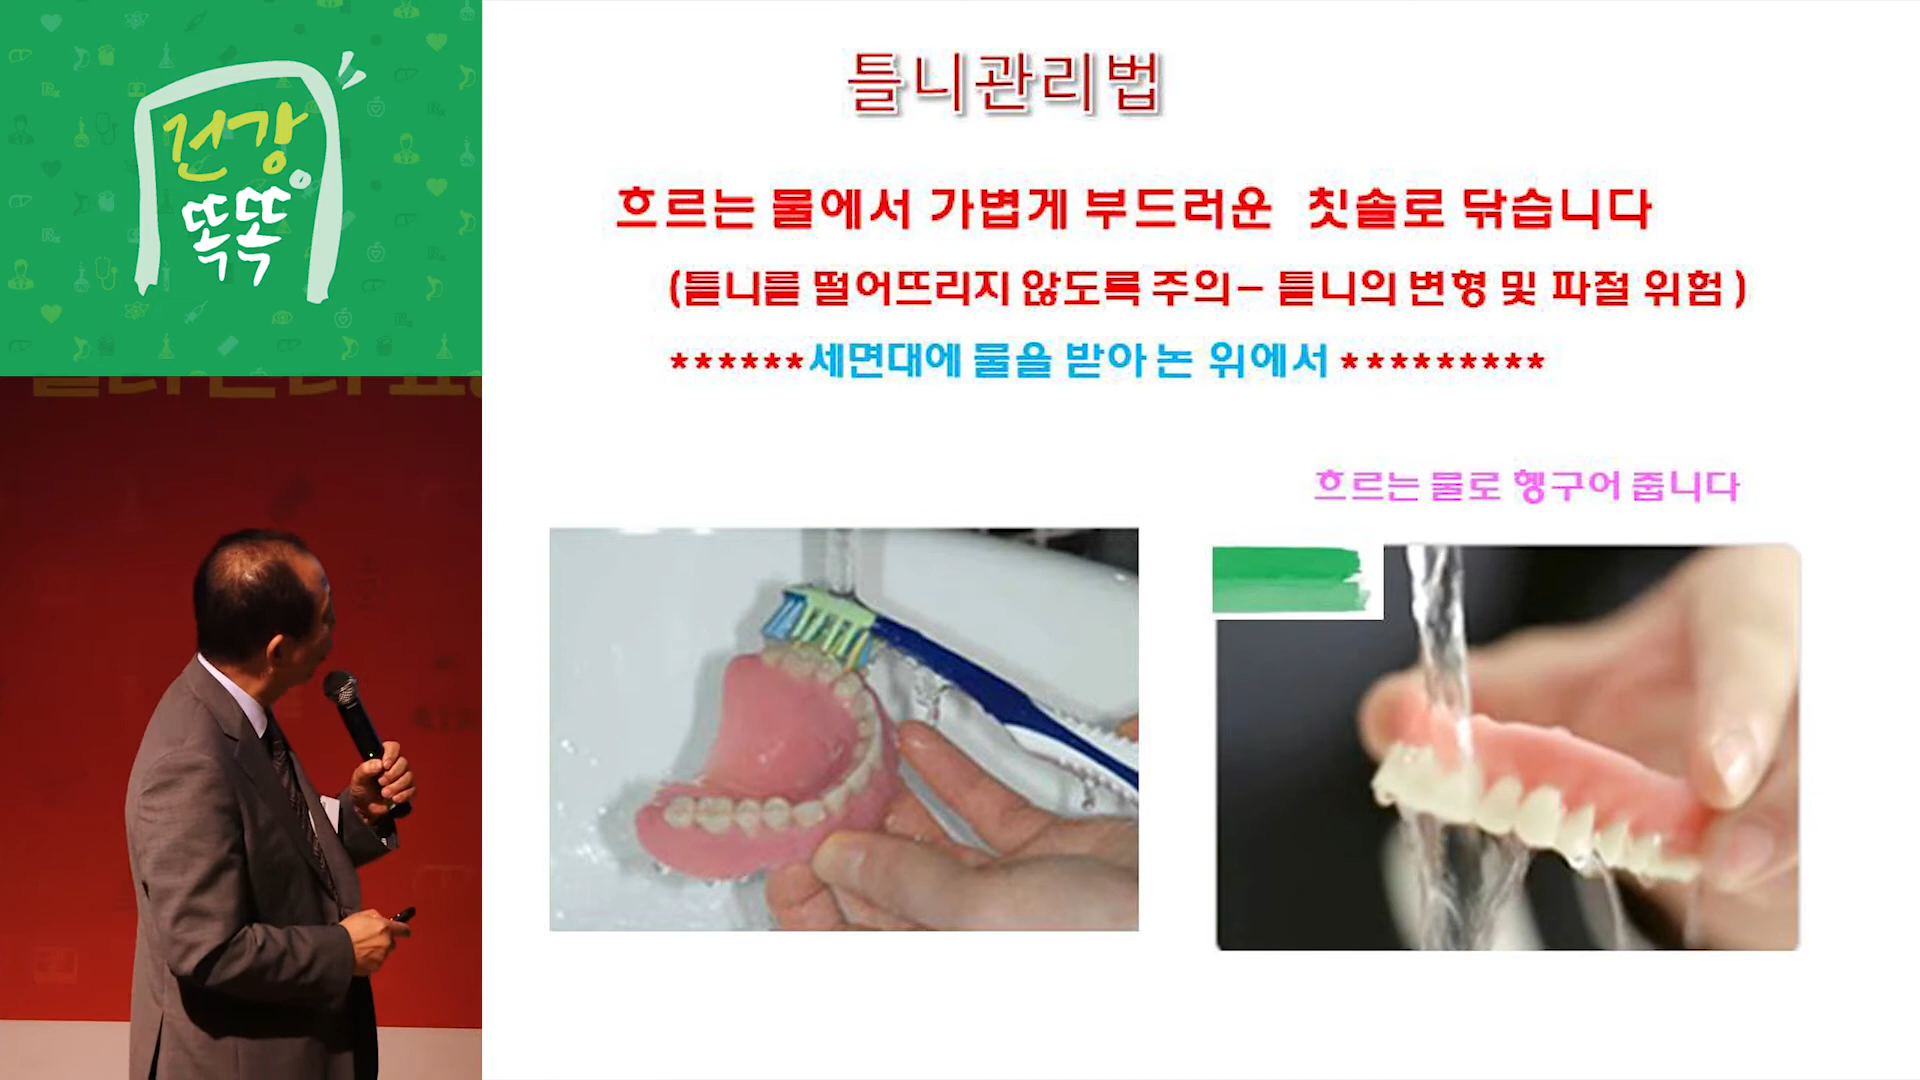 건강
똑똑
틀니관리법
흐르는 물에서 가볍게 부드러운 칫솔로 닦습니다
(틀니를 떨어뜨리지 않도록 주의- 틀니의 변형 및 파절 위험 )
******세면대에 물을 받아 논 위에서 *********
흐르는 물로 헹구어 줍니다